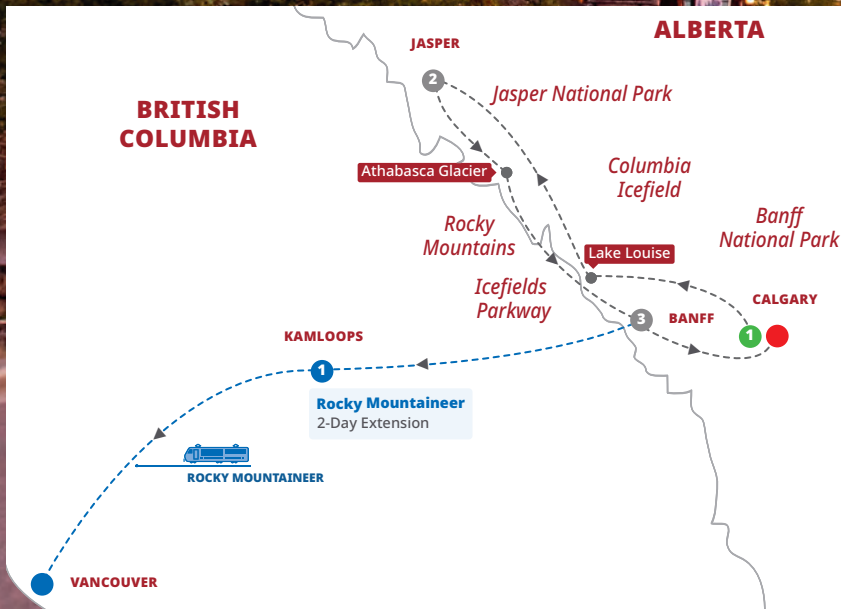 ALBERTA
JASPER
2
Jasper National Park
BRITISH
COLUMBIA
Athabasca Glacier
Columbia
Icefield
Rocky
Mountains
Banff
National Park
Lake Louise
Icefields
Parkway
CALGARY
3
BANFF
1
KAMLOOPS
1
Rocky Mountaineer
2-Day Extension
ROCKY MOUNTAINEER
VANCOUVER